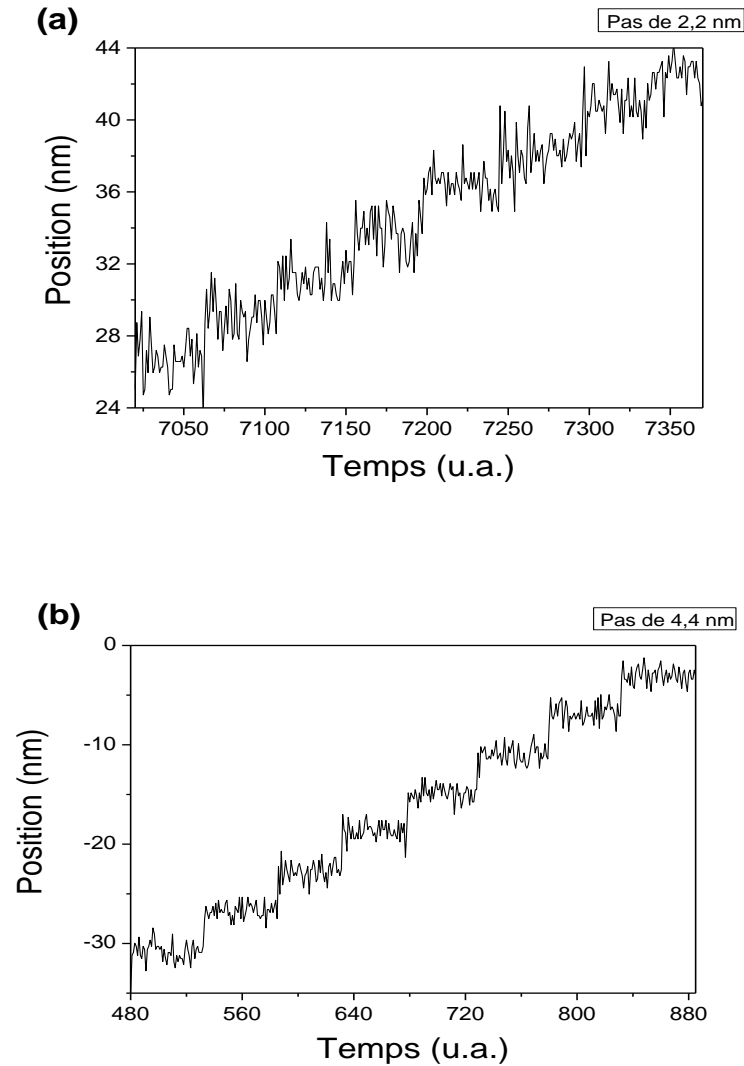 (a)
Pas de 2,2 nm
44
40
36
32
28
24
Position (nm)
7050 7100 7150 7200 7250 7300 7350
Temps (u.a.)
(b)
Pas de 4,4 nm
0
-10
-20
-30
Position (nm)
480 560 640 720 800 880
Temps (u.a.)